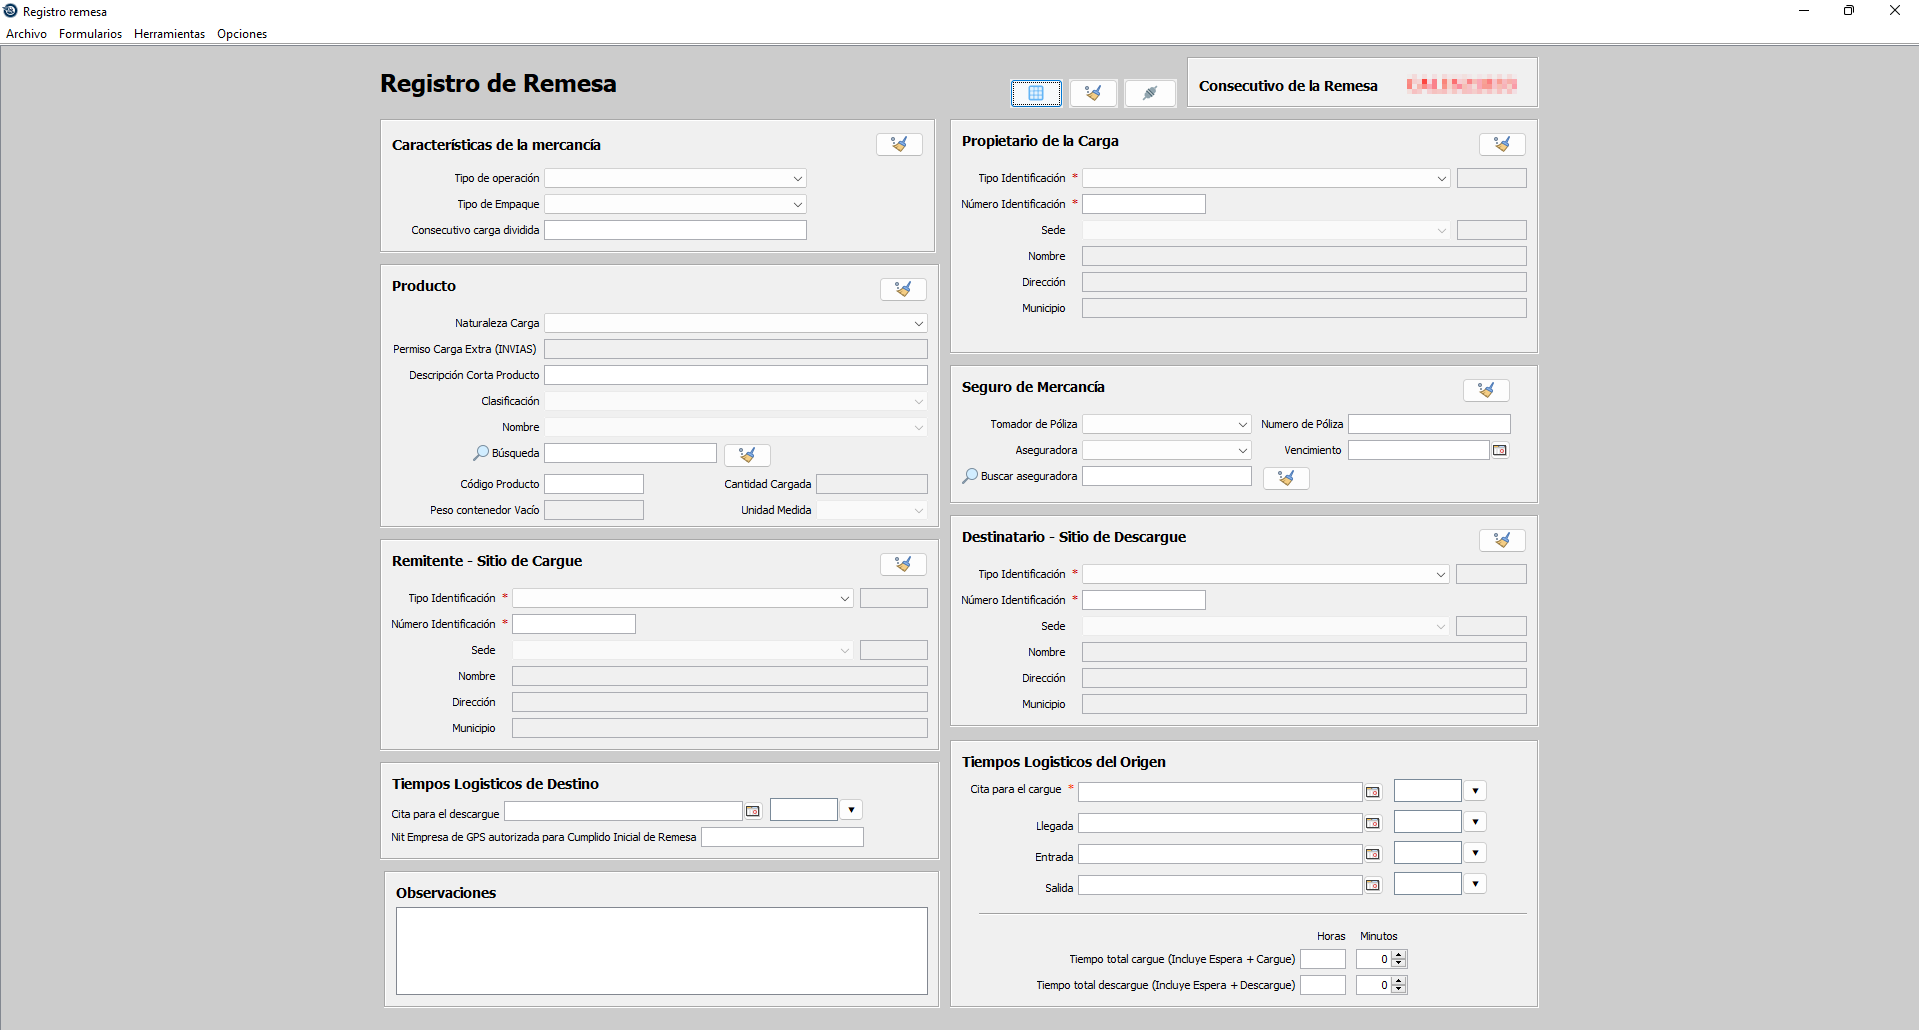 Registro remesa
Archivo Formularios Herramientas Opciones
Registro de Remesa
Consecutivo de la Remesa
Características de la mercancía
Tipo de operación
Tipo de Empaque
Consecutivo carga dividida
Producto
Naturaleza Carga
Permiso Carga Extra (INVIAS)
Descripción Corta Producto
Clasificación
Nombre
Búsqueda
Código Producto Cantidad Cargada
Peso contenedor Vacío Unidad Medida
Remitente - Sitio de Cargue
Tipo Identificación *
Número Identificación *
Sede
Nombre
Dirección
Municipio
Tiempos Logisticos de Destino
Cita para el descargue
Nit Empresa de GPS autorizada para Cumplido Inicial de Remesa
Observaciones
Propietario de la Carga
Tipo Identificación *
Número Identificación *
Sede
Nombre
Dirección
Municipio
Seguro de Mercancía
Tomador de Póliza Numero de Póliza
Aseguradora Vencimiento
Buscar aseguradora
Destinatario - Sitio de Descargue
Tipo Identificación *
Número Identificación *
Sede
Nombre
Dirección
Municipio
Tiempos Logisticos del Origen
Cita para el cargue *
Llegada
Entrada
Salida
Horas Minutos
Tiempo total cargue (Incluye Espera + Cargue) 0
Tiempo total descargue (Incluye Espera + Descargue) 0